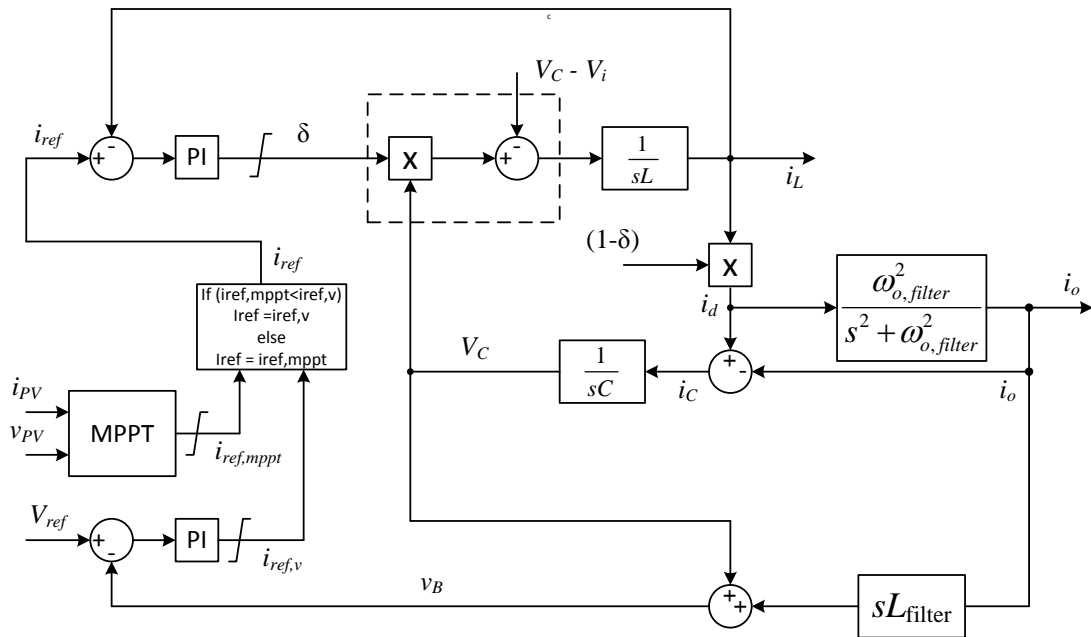 c
V_C - V_i
i_ref
+
-
PI
δ
X
+
-
1
sL
i_L
(1-δ)
X
i_ref
If (iref,mppt<iref,v)
Iref =iref,v
else
Iref = iref,mppt
i_d
ω²_o,filter
s² + ω²_o,filter
i_o
V_C
1
sC
i_C
+
-
i_o
i_PV
v_PV
MPPT
i_ref,mppt
V_ref
+
-
PI
i_ref,v
v_B
+
+
sL_filter